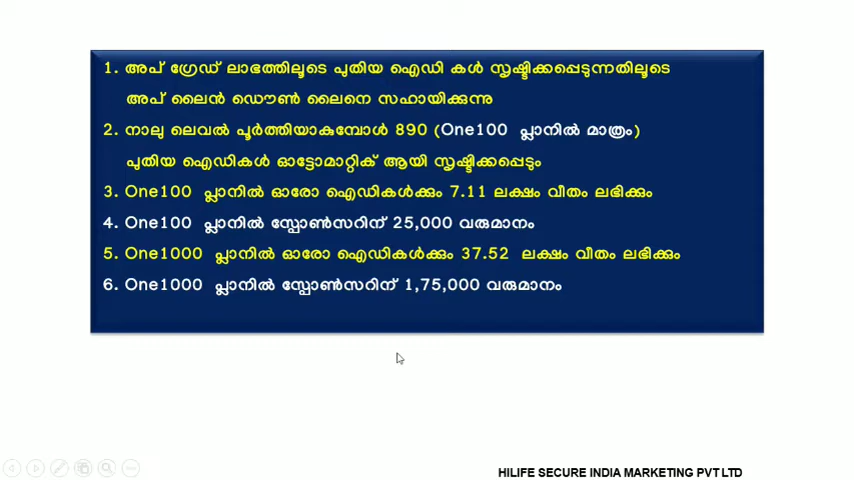 1. അപ് ഗ്രേഡ് ലാഭത്തിലൂടെ പുതിയ ഐഡി കൾ സൃഷ്ടിക്കപ്പെടുന്നതിലൂടെ
അപ് ലൈൻ ഡൌൺ ലൈനെ സഹായിക്കുന്നു
2. നാലു ലെവൽ പൂർത്തിയാകുമ്പോൾ 890 (One100 പ്ലാനിൽ മാത്രം)
പുതിയ ഐഡികൾ ഓട്ടോമാറ്റിക് ആയി സൃഷ്ടിക്കപ്പെടും
3. One100 പ്ലാനിൽ ഓരോ ഐഡികൾക്കും 7.11 ലക്ഷം വീതം ലഭിക്കും
4. One100 പ്ലാനിൽ സ്പോൺസറിന് 25,000 വരുമാനം
5. One1000 പ്ലാനിൽ ഓരോ ഐഡികൾക്കും 37.52 ലക്ഷം വീതം ലഭിക്കും
6. One1000 പ്ലാനിൽ സ്പോൺസറിന് 1,75,000 വരുമാനം
HILIFE SECURE INDIA MARKETING PVT LTD